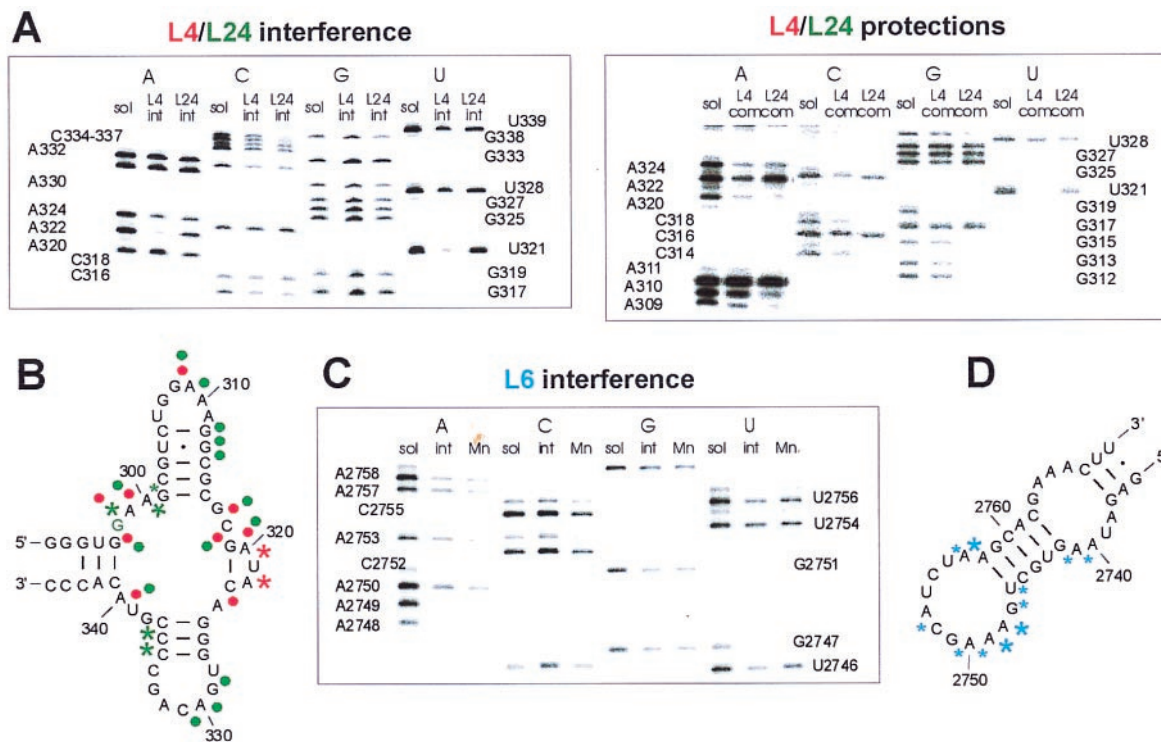 A
L4/L24 interference
A C G U
sol L4 int L24 int sol L4 int L24 int sol L4 int L24 int sol L4 int L24 int
C334-337
A332
A330
A324
A322
A320
C318
C316
U339
G338
G333
U328
G327
G325
U321
G319
G317
L4/L24 protections
A C G U
sol L4 com L24 com sol L4 com L24 com sol L4 com L24 com sol L4 com L24 com
A324
A322
A320
C318
C316
C314
A311
A310
A309
U328
G327
G325
U321
G319
G317
G315
G313
G312
B
310
300
320
5'
3'
340
330
C
L6 interference
A C G U
sol int Mn sol int Mn sol int Mn sol int Mn
A2758
A2757
C2755
A2753
C2752
A2750
A2749
A2748
U2756
U2754
G2751
G2747
U2746
D
3'
5'
2760
2740
2750